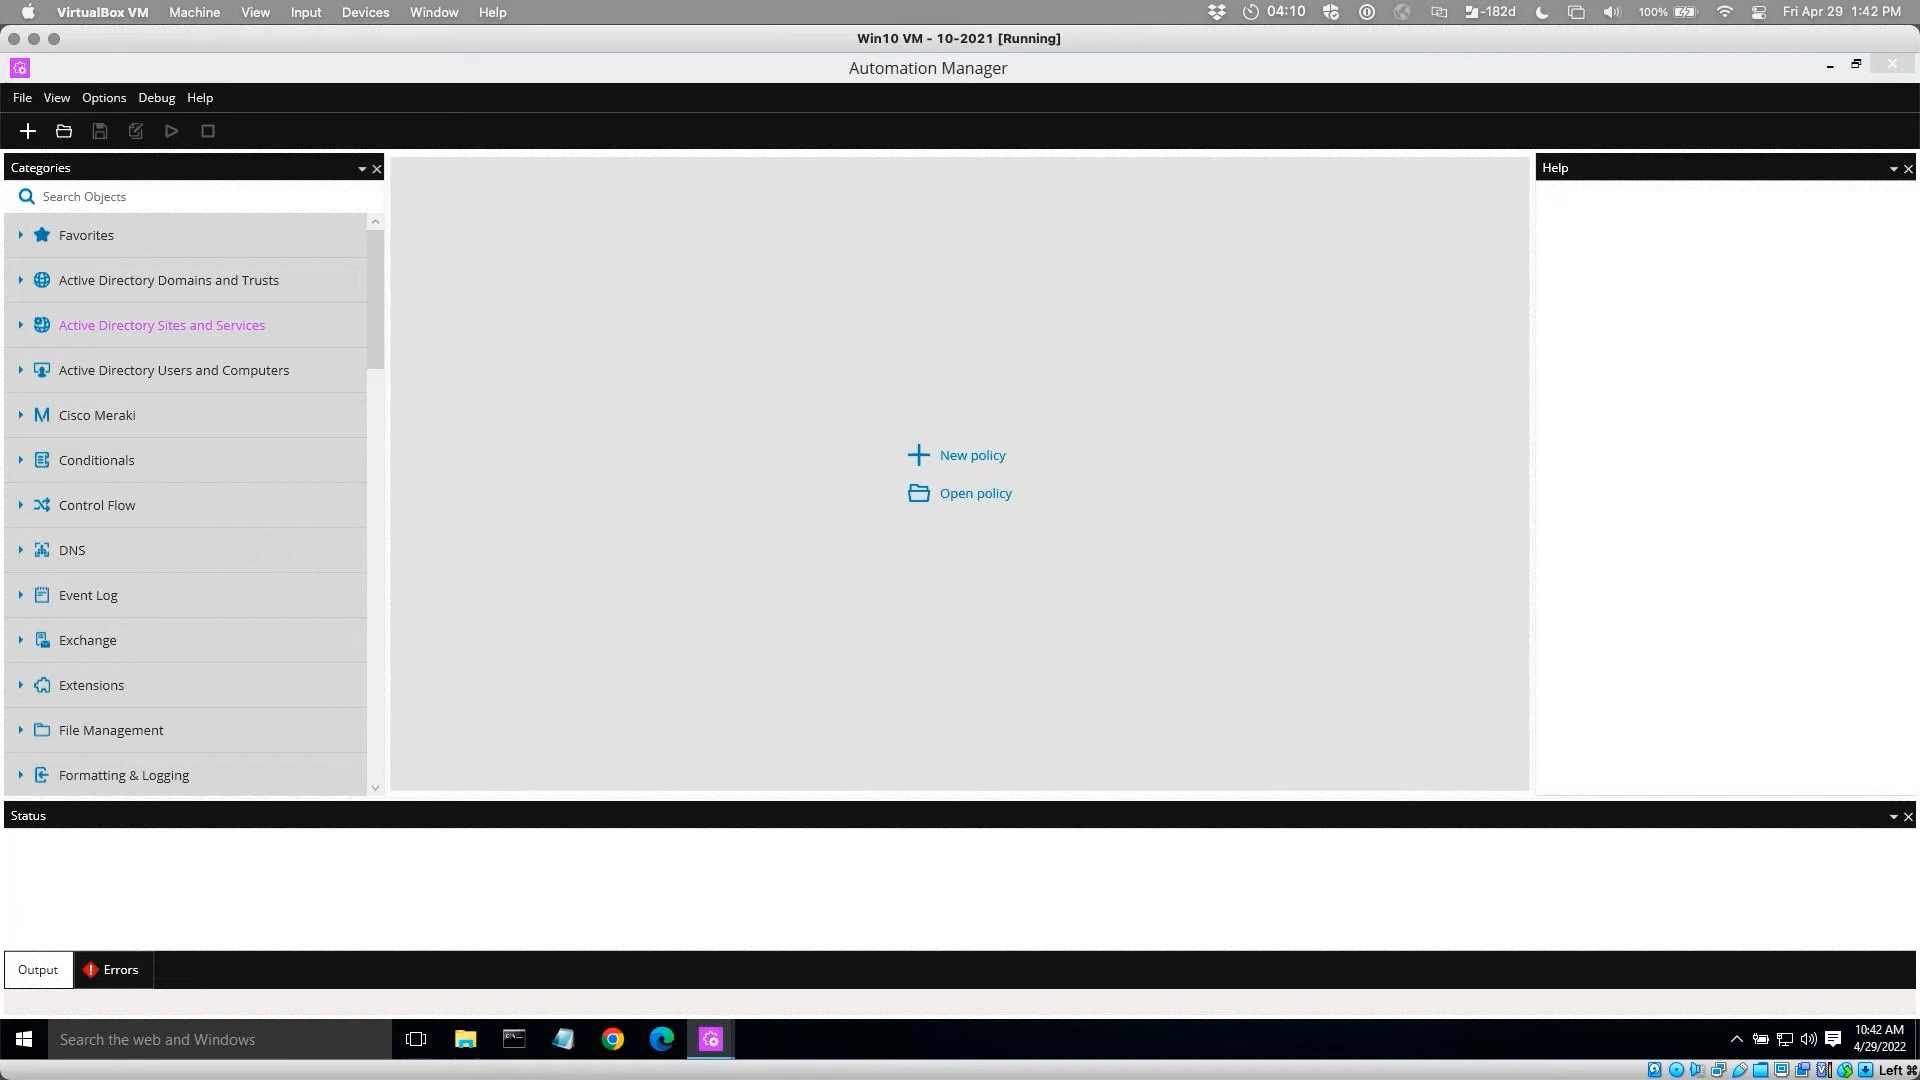 VirtualBox VM Machine View Input Devices Window Help 04:10 -182d 100% Fri Apr 29 1:42 PM
Win10 VM - 10-2021 [Running]
Automation Manager
File View Options Debug Help
Categories
Search Objects
Favorites
Active Directory Domains and Trusts
Active Directory Sites and Services
Active Directory Users and Computers
Cisco Meraki
Conditionals
Control Flow
DNS
Event Log
Exchange
Extensions
File Management
Formatting & Logging
New policy
Open policy
Help
Status
Output Errors
Search the web and Windows
10:42 AM
4/29/2022
Left ⌘